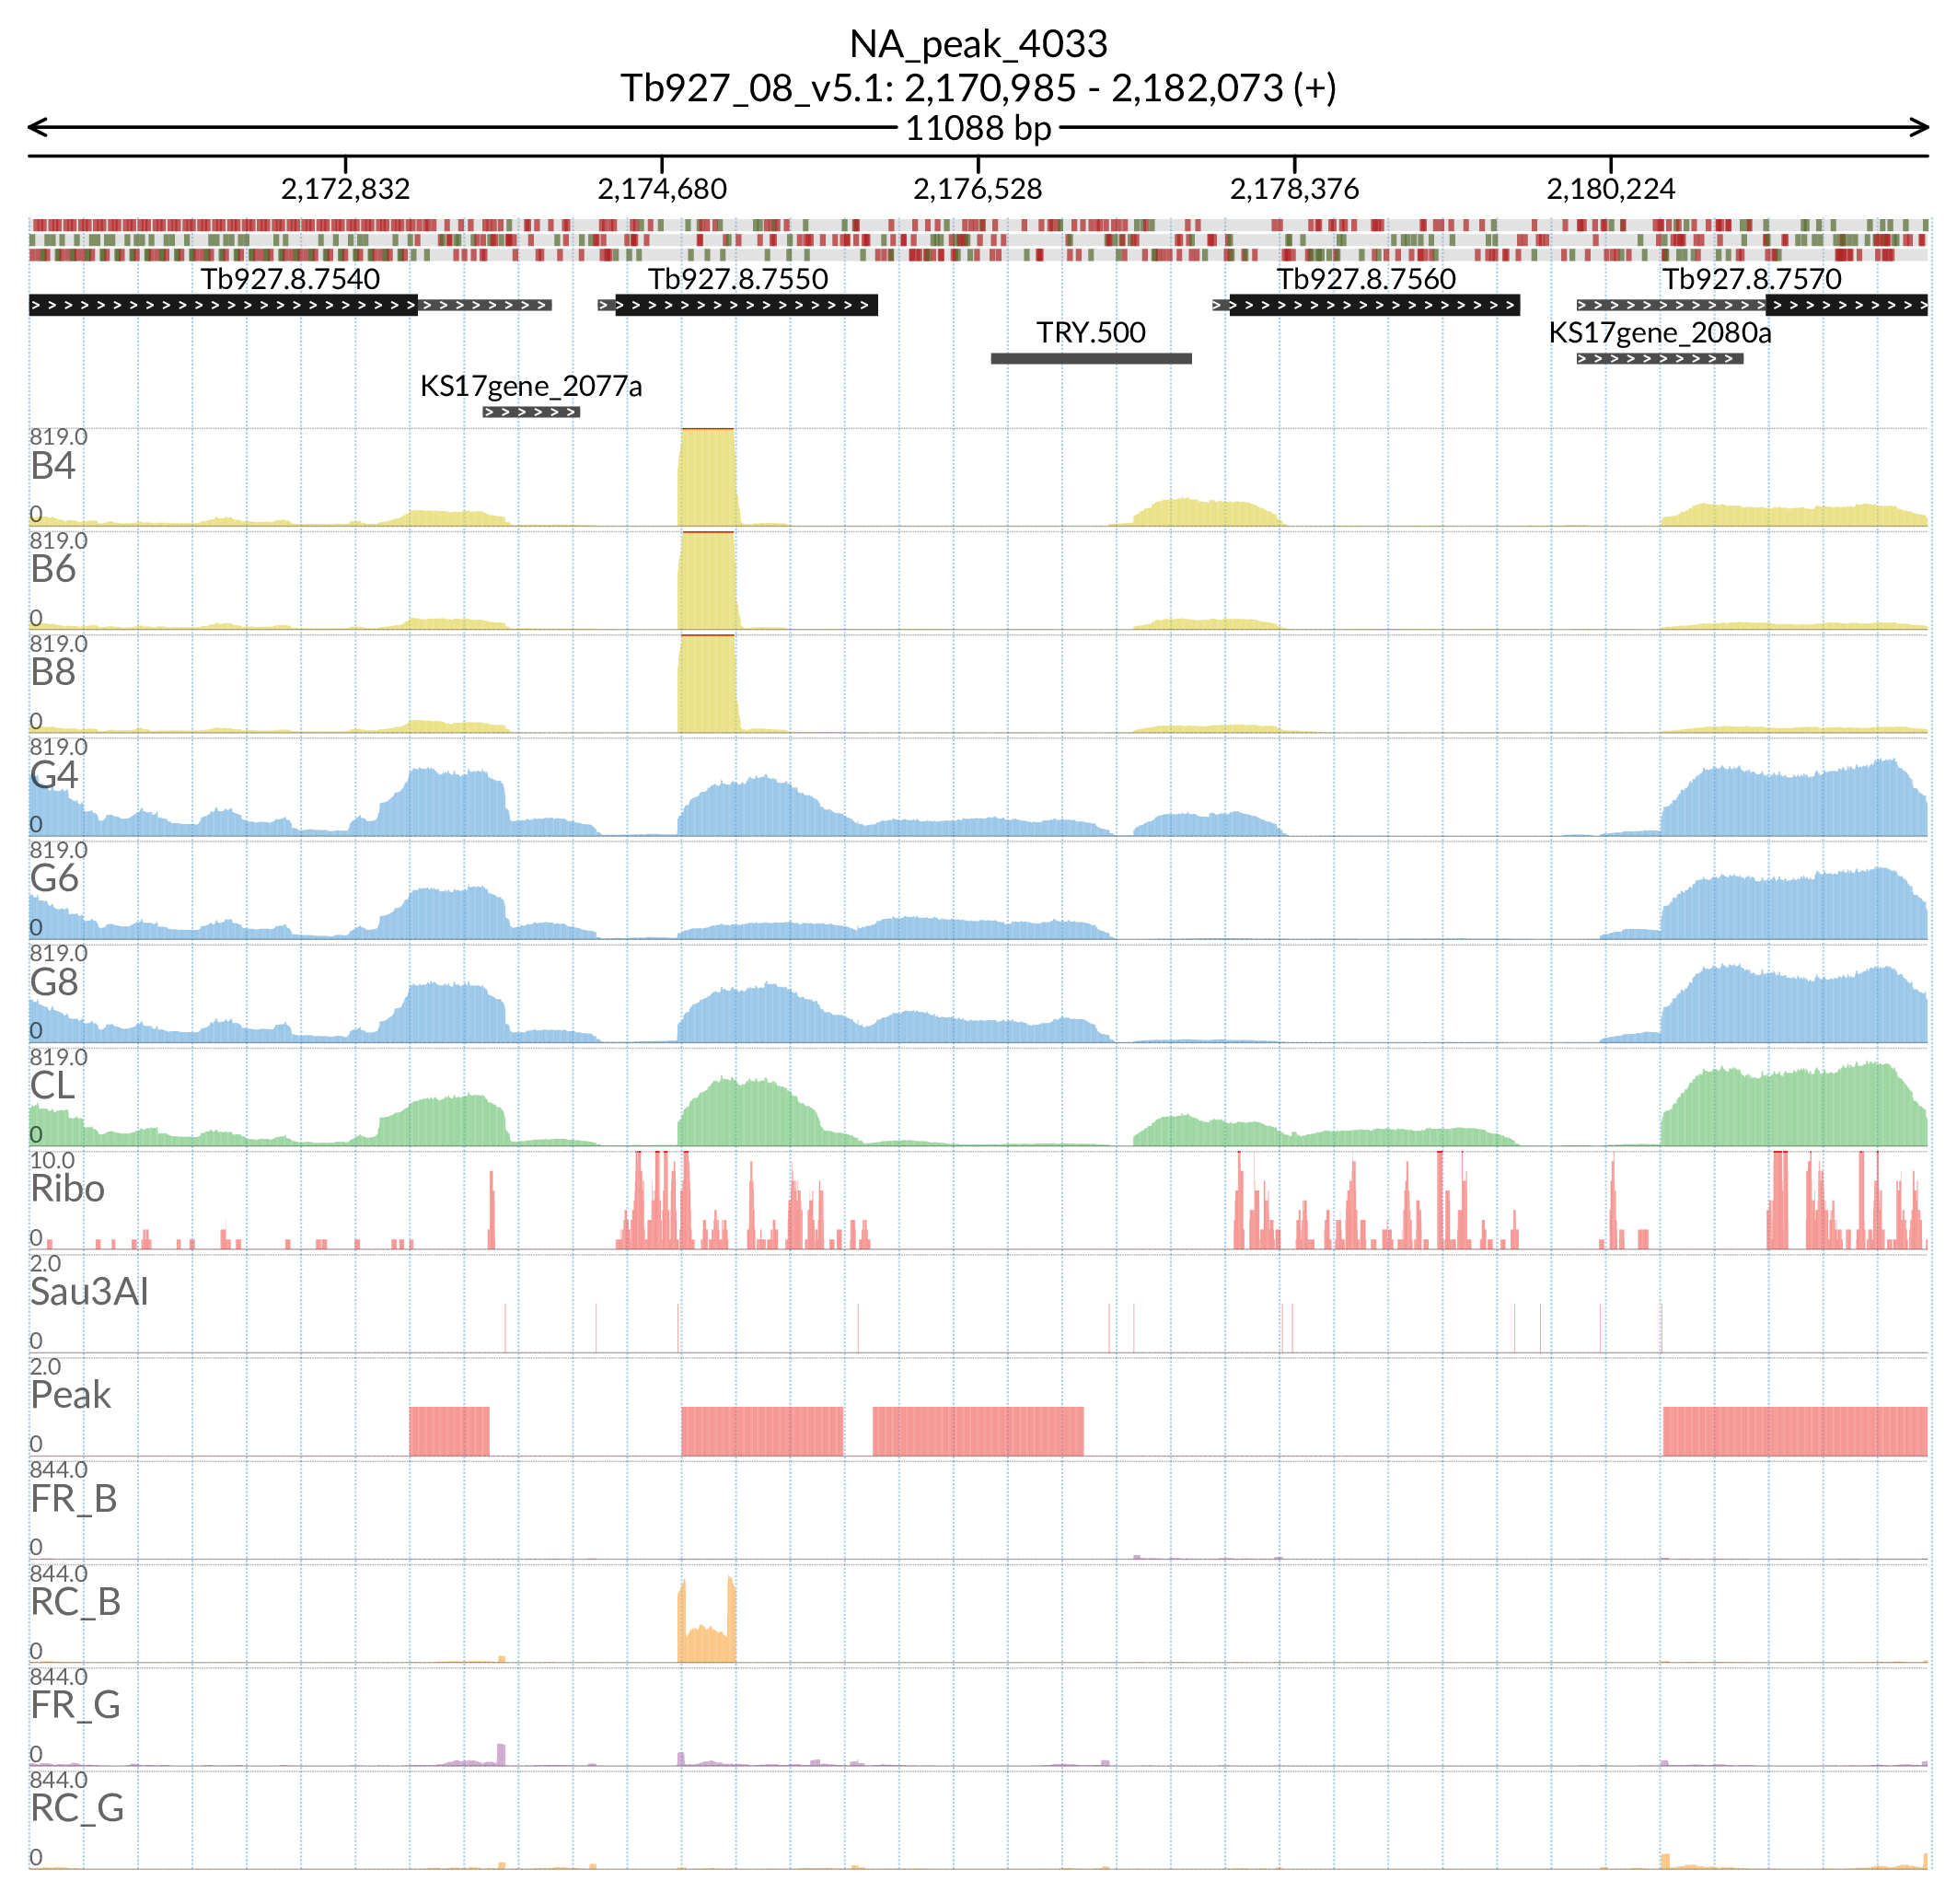 NA_peak_4033
Tb927_08_v5.1: 2,170,985 - 2,182,073 (+)
11088 bp
2,172,832 2,174,680 2,176,528 2,178,376 2,180,224
Tb927.8.7540 Tb927.8.7550 Tb927.8.7560 Tb927.8.7570
TRY.500 KS17gene_2080a
KS17gene_2077a
819.0
B4
0
819.0
B6
0
819.0
B8
0
819.0
G4
0
819.0
G6
0
819.0
G8
0
819.0
CL
0
10.0
Ribo
0
2.0
Sau3AI
0
2.0
Peak
0
844.0
FR_B
0
844.0
RC_B
0
844.0
FR_G
0
844.0
RC_G
0